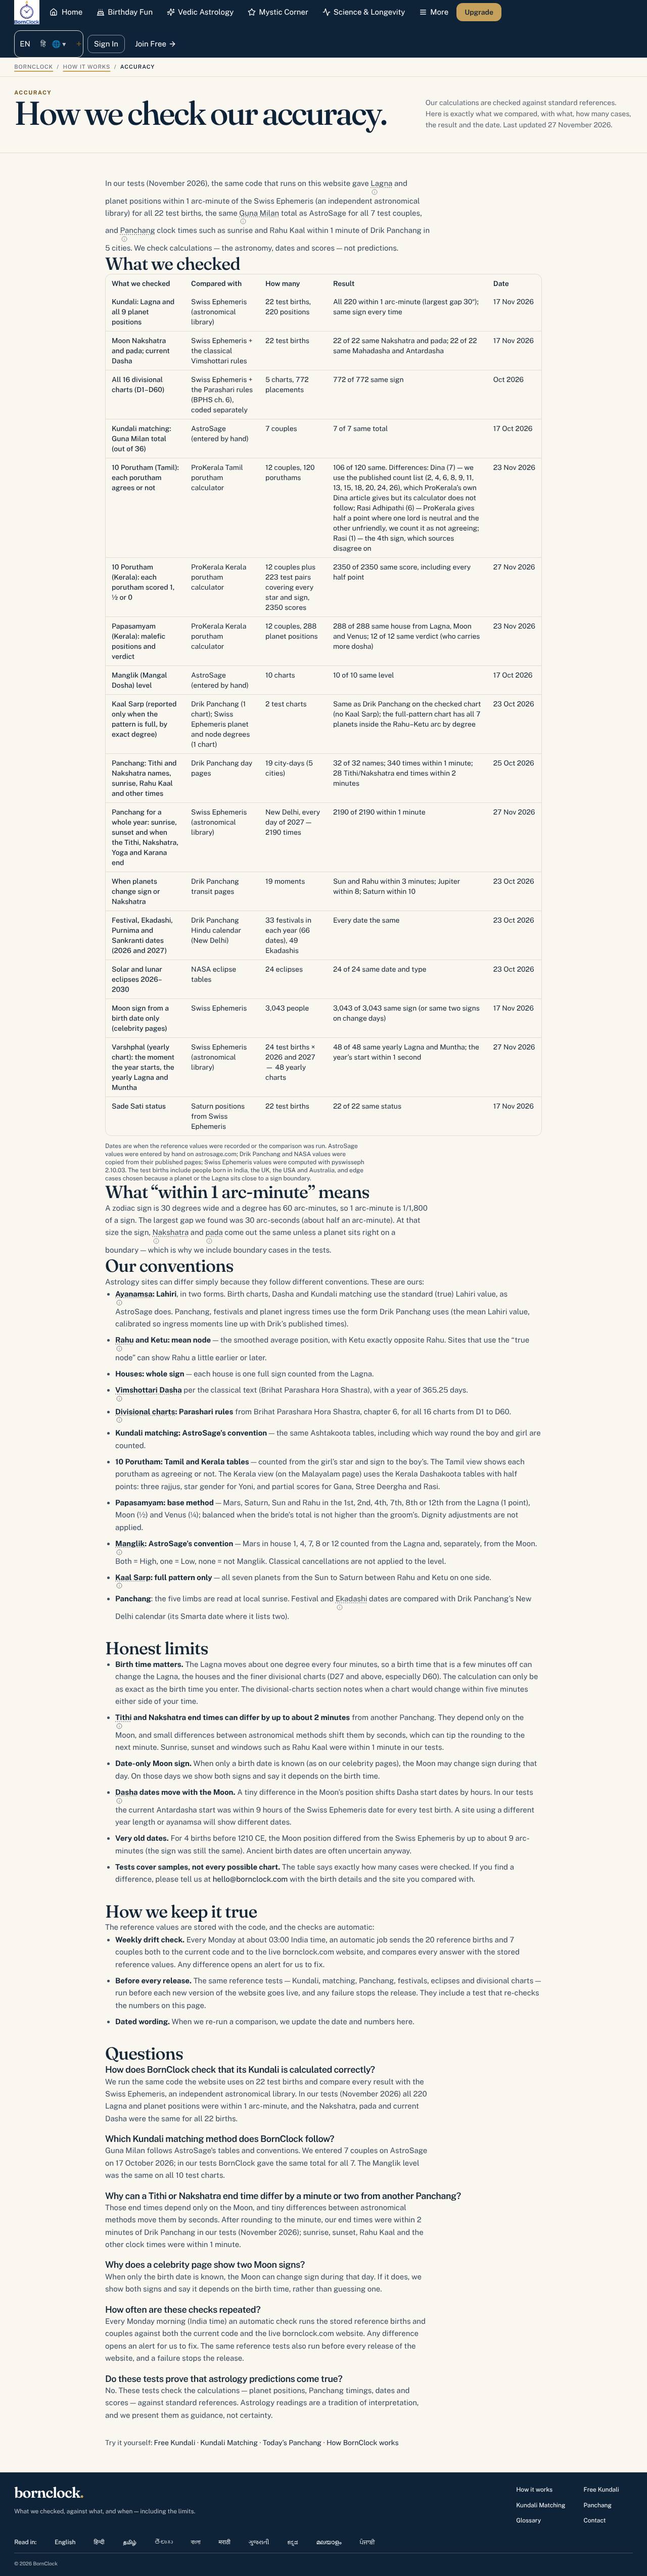 BornClock
Home
Birthday Fun
Vedic Astrology
Mystic Corner
Science & Longevity
More
Upgrade
EN
हि
Sign In
Join Free →
BORNCLOCK / HOW IT WORKS / ACCURACY
ACCURACY
How we check our accuracy.
Our calculations are checked against standard references.
Here is exactly what we compared, with what, how many cases,
the result and the date. Last updated 27 November 2026.
In our tests (November 2026), the same code that runs on this website gave Lagna and
planet positions within 1 arc-minute of the Swiss Ephemeris (an independent astronomical
library) for all 22 test births, the same Guna Milan total as AstroSage for all 7 test couples,
and Panchang clock times such as sunrise and Rahu Kaal within 1 minute of Drik Panchang in
5 cities. We check calculations — the astronomy, dates and scores — not predictions.
What we checked
What we checked
Compared with
How many
Result
Date
Kundali: Lagna and
all 9 planet
positions
Swiss Ephemeris
(astronomical
library)
22 test births,
220 positions
All 220 within 1 arc-minute (largest gap 30″);
same sign every time
17 Nov 2026
Moon Nakshatra
and pada; current
Dasha
Swiss Ephemeris +
the classical
Vimshottari rules
22 test births
22 of 22 same Nakshatra and pada; 22 of 22
same Mahadasha and Antardasha
17 Nov 2026
All 16 divisional
charts (D1–D60)
Swiss Ephemeris +
the Parashari rules
(BPHS ch. 6),
coded separately
5 charts, 772
placements
772 of 772 same sign
Oct 2026
Kundali matching:
Guna Milan total
(out of 36)
AstroSage
(entered by hand)
7 couples
7 of 7 same total
17 Oct 2026
10 Porutham (Tamil):
each porutham
agrees or not
ProKerala Tamil
porutham
calculator
12 couples, 120
poruthams
106 of 120 same. Differences: Dina (7) — we
use the published count list (2, 4, 6, 8, 9, 11,
13, 15, 18, 20, 24, 26), which ProKerala's own
Dina article gives but its calculator does not
follow; Rasi Adhipathi (6) — ProKerala gives
half a point where one lord is neutral and the
other unfriendly, we count it as not agreeing;
Rasi (1) — the 4th sign, which sources
disagree on
23 Nov 2026
10 Porutham
(Kerala): each
porutham scored 1,
½ or 0
ProKerala Kerala
porutham
calculator
12 couples plus
223 test pairs
covering every
star and sign,
2350 scores
2350 of 2350 same score, including every
half point
27 Nov 2026
Papasamyam
(Kerala): malefic
positions and
verdict
ProKerala Kerala
porutham
calculator
12 couples, 288
planet positions
288 of 288 same house from Lagna, Moon
and Venus; 12 of 12 same verdict (who carries
more dosha)
23 Nov 2026
Manglik (Mangal
Dosha) level
AstroSage
(entered by hand)
10 charts
10 of 10 same level
17 Oct 2026
Kaal Sarp (reported
only when the
pattern is full, by
exact degree)
Drik Panchang (1
chart); Swiss
Ephemeris planet
and node degrees
(1 chart)
2 test charts
Same as Drik Panchang on the checked chart
(no Kaal Sarp); the full-pattern chart has all 7
planets inside the Rahu–Ketu arc by degree
23 Oct 2026
Panchang: Tithi and
Nakshatra names,
sunrise, Rahu Kaal
and other times
Drik Panchang day
pages
19 city-days (5
cities)
32 of 32 names; 340 times within 1 minute;
28 Tithi/Nakshatra end times within 2
minutes
25 Oct 2026
Panchang for a
whole year: sunrise,
sunset and when
the Tithi, Nakshatra,
Yoga and Karana
end
Swiss Ephemeris
(astronomical
library)
New Delhi, every
day of 2027 —
2190 times
2190 of 2190 within 1 minute
27 Nov 2026
When planets
change sign or
Nakshatra
Drik Panchang
transit pages
19 moments
Sun and Rahu within 3 minutes; Jupiter
within 8; Saturn within 10
23 Oct 2026
Festival, Ekadashi,
Purnima and
Sankranti dates
(2026 and 2027)
Drik Panchang
Hindu calendar
(New Delhi)
33 festivals in
each year (66
dates), 49
Ekadashis
Every date the same
23 Oct 2026
Solar and lunar
eclipses 2026–
2030
NASA eclipse
tables
24 eclipses
24 of 24 same date and type
23 Oct 2026
Moon sign from a
birth date only
(celebrity pages)
Swiss Ephemeris
3,043 people
3,043 of 3,043 same sign (or same two signs
on change days)
17 Nov 2026
Varshphal (yearly
chart): the moment
the year starts, the
yearly Lagna and
Muntha
Swiss Ephemeris
(astronomical
library)
24 test births ×
2026 and 2027
— 48 yearly
charts
48 of 48 same yearly Lagna and Muntha; the
year's start within 1 second
27 Nov 2026
Sade Sati status
Saturn positions
from Swiss
Ephemeris
22 test births
22 of 22 same status
17 Nov 2026
Dates are when the reference values were recorded or the comparison was run. AstroSage
values were entered by hand on astrosage.com; Drik Panchang and NASA values were
copied from their published pages; Swiss Ephemeris values were computed with pyswisseph
2.10.03. The test births include people born in India, the UK, the USA and Australia, and edge
cases chosen because a planet or the Lagna sits close to a sign boundary.
What “within 1 arc-minute” means
A zodiac sign is 30 degrees wide and a degree has 60 arc-minutes, so 1 arc-minute is 1/1,800
of a sign. The largest gap we found was 30 arc-seconds (about half an arc-minute). At that
size the sign, Nakshatra and pada come out the same unless a planet sits right on a
boundary — which is why we include boundary cases in the tests.
Our conventions
Astrology sites can differ simply because they follow different conventions. These are ours:
• Ayanamsa: Lahiri, in two forms. Birth charts, Dasha and Kundali matching use the standard (true) Lahiri value, as
AstroSage does. Panchang, festivals and planet ingress times use the form Drik Panchang uses (the mean Lahiri value,
calibrated so ingress moments line up with Drik's published times).
• Rahu and Ketu: mean node — the smoothed average position, with Ketu exactly opposite Rahu. Sites that use the “true
node” can show Rahu a little earlier or later.
• Houses: whole sign — each house is one full sign counted from the Lagna.
• Vimshottari Dasha per the classical text (Brihat Parashara Hora Shastra), with a year of 365.25 days.
• Divisional charts: Parashari rules from Brihat Parashara Hora Shastra, chapter 6, for all 16 charts from D1 to D60.
• Kundali matching: AstroSage's convention — the same Ashtakoota tables, including which way round the boy and girl are
counted.
• 10 Porutham: Tamil and Kerala tables — counted from the girl's star and sign to the boy's. The Tamil view shows each
porutham as agreeing or not. The Kerala view (on the Malayalam page) uses the Kerala Dashakoota tables with half
points: three rajjus, star gender for Yoni, and partial scores for Gana, Stree Deergha and Rasi.
• Papasamyam: base method — Mars, Saturn, Sun and Rahu in the 1st, 2nd, 4th, 7th, 8th or 12th from the Lagna (1 point),
Moon (½) and Venus (¼); balanced when the bride's total is not higher than the groom's. Dignity adjustments are not
applied.
• Manglik: AstroSage's convention — Mars in house 1, 4, 7, 8 or 12 counted from the Lagna and, separately, from the Moon.
Both = High, one = Low, none = not Manglik. Classical cancellations are not applied to the level.
• Kaal Sarp: full pattern only — all seven planets from the Sun to Saturn between Rahu and Ketu on one side.
• Panchang: the five limbs are read at local sunrise. Festival and Ekadashi dates are compared with Drik Panchang's New
Delhi calendar (its Smarta date where it lists two).
Honest limits
• Birth time matters. The Lagna moves about one degree every four minutes, so a birth time that is a few minutes off can
change the Lagna, the houses and the finer divisional charts (D27 and above, especially D60). The calculation can only be
as exact as the birth time you enter. The divisional-charts section notes when a chart would change within five minutes
either side of your time.
• Tithi and Nakshatra end times can differ by up to about 2 minutes from another Panchang. They depend only on the
Moon, and small differences between astronomical methods shift them by seconds, which can tip the rounding to the
next minute. Sunrise, sunset and windows such as Rahu Kaal were within 1 minute in our tests.
• Date-only Moon sign. When only a birth date is known (as on our celebrity pages), the Moon may change sign during that
day. On those days we show both signs and say it depends on the birth time.
• Dasha dates move with the Moon. A tiny difference in the Moon's position shifts Dasha start dates by hours. In our tests
the current Antardasha start was within 9 hours of the Swiss Ephemeris date for every test birth. A site using a different
year length or ayanamsa will show different dates.
• Very old dates. For 4 births before 1210 CE, the Moon position differed from the Swiss Ephemeris by up to about 9 arc-
minutes (the sign was still the same). Ancient birth dates are often uncertain anyway.
• Tests cover samples, not every possible chart. The table says exactly how many cases were checked. If you find a
difference, please tell us at hello@bornclock.com with the birth details and the site you compared with.
How we keep it true
The reference values are stored with the code, and the checks are automatic:
• Weekly drift check. Every Monday at about 03:00 India time, an automatic job sends the 20 reference births and 7
couples both to the current code and to the live bornclock.com website, and compares every answer with the stored
reference values. Any difference opens an alert for us to fix.
• Before every release. The same reference tests — Kundali, matching, Panchang, festivals, eclipses and divisional charts —
run before each new version of the website goes live, and any failure stops the release. They include a test that re-checks
the numbers on this page.
• Dated wording. When we re-run a comparison, we update the date and numbers here.
Questions
How does BornClock check that its Kundali is calculated correctly?
We run the same code the website uses on 22 test births and compare every result with the
Swiss Ephemeris, an independent astronomical library. In our tests (November 2026) all 220
Lagna and planet positions were within 1 arc-minute, and the Nakshatra, pada and current
Dasha were the same for all 22 births.
Which Kundali matching method does BornClock follow?
Guna Milan follows AstroSage's tables and conventions. We entered 7 couples on AstroSage
on 17 October 2026; in our tests BornClock gave the same total for all 7. The Manglik level
was the same on all 10 test charts.
Why can a Tithi or Nakshatra end time differ by a minute or two from another Panchang?
Those end times depend only on the Moon, and tiny differences between astronomical
methods move them by seconds. After rounding to the minute, our end times were within 2
minutes of Drik Panchang in our tests (November 2026); sunrise, sunset, Rahu Kaal and the
other clock times were within 1 minute.
Why does a celebrity page show two Moon signs?
When only the birth date is known, the Moon can change sign during that day. If it does, we
show both signs and say it depends on the birth time, rather than guessing one.
How often are these checks repeated?
Every Monday morning (India time) an automatic check runs the stored reference births and
couples against both the current code and the live bornclock.com website. Any difference
opens an alert for us to fix. The same reference tests also run before every release of the
website, and a failure stops the release.
Do these tests prove that astrology predictions come true?
No. These tests check the calculations — planet positions, Panchang timings, dates and
scores — against standard references. Astrology readings are a tradition of interpretation,
and we present them as guidance, not certainty.
Try it yourself: Free Kundali · Kundali Matching · Today's Panchang · How BornClock works
bornclock.
What we checked, against what, and when — including the limits.
How it works
Free Kundali
Kundali Matching
Panchang
Glossary
Contact
Read in:
English
हिन्दी
தமிழ்
తెలుగు
বাংলা
मराठी
ગુજરાતી
ಕನ್ನಡ
മലയാളം
ਪੰਜਾਬੀ
© 2026 BornClock